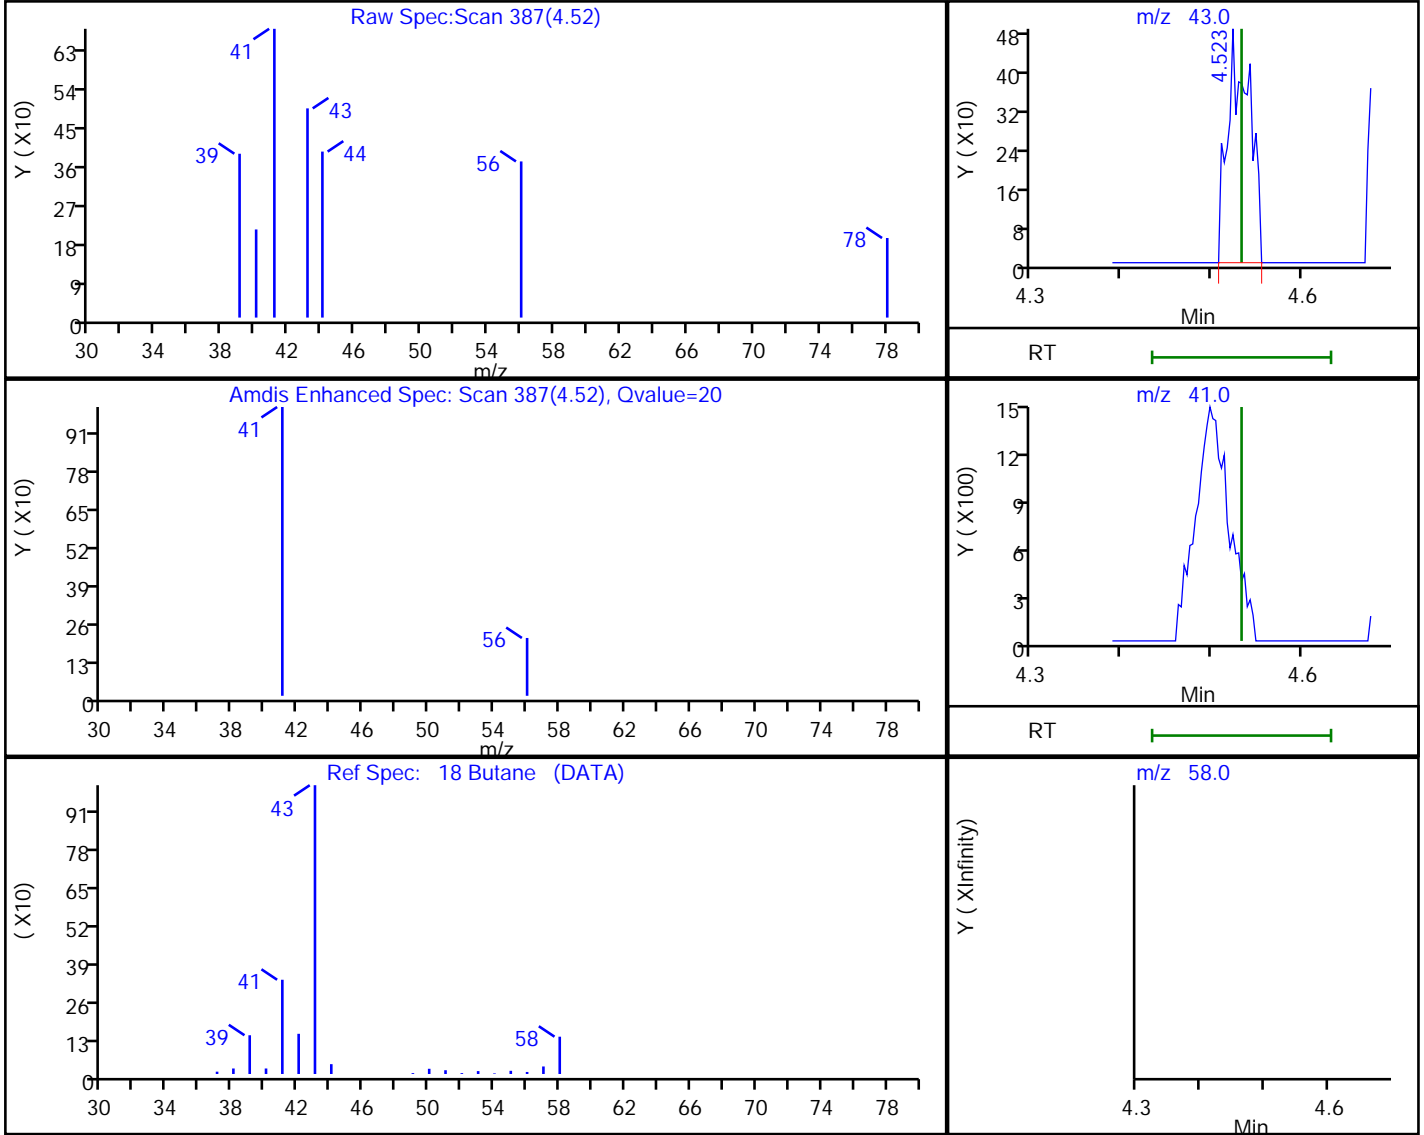 Raw Spec:Scan 387(4.52)
Y ( X10)
63
54
45
36
27
18
9
0
41
43
39
44
56
78
30 34 38 42 46 50 54 58 62 66 70 74 78
m/z
m/z 43.0
Y ( X10)
48
40
32
24
16
8
0
4.523
4.3 4.6
Min
RT
Amdis Enhanced Spec: Scan 387(4.52), Qvalue=20
Y ( X10)
91
78
65
52
39
26
13
0
41
56
30 34 38 42 46 50 54 58 62 66 70 74 78
m/z
m/z 41.0
Y ( X100)
15
12
9
6
3
0
4.3 4.6
Min
RT
Ref Spec: 18 Butane (DATA)
( X10)
91
78
65
52
39
26
13
0
43
41
39
58
30 34 38 42 46 50 54 58 62 66 70 74 78
m/z 58.0
Y ( XInfinity)
4.3 4.6
Min